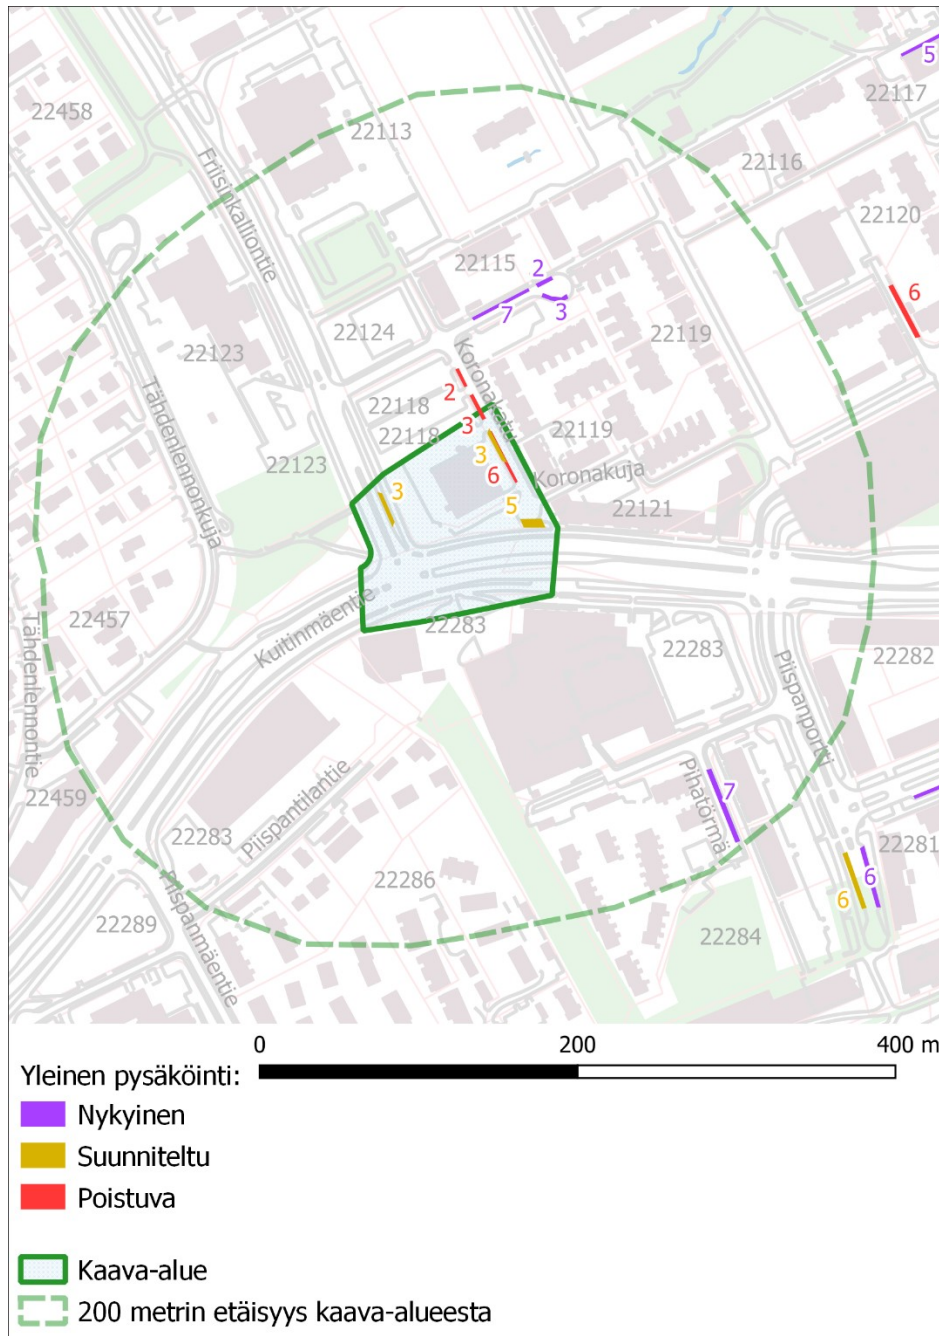 5
22458
22117
22113
Friisinkalliontie
22116
22120
22115
2
6
7
3
22124
22119
22123
Koronakatu
Tähdenlennonkuja
2
22118
22118
3
22119
3
22123
Koronakuja
6
3
5
22121
22457
Kuitinmäentie
22283
22283
22282
Tähdenlennontie
Piispanportti
22459
Piispantilantie
Pihatörmä
7
22283
22281
22286
6
6
22289
Piispanmäentie
22284
0 200 400 m
Yleinen pysäköinti:
Nykyinen
Suunniteltu
Poistuva
Kaava-alue
200 metrin etäisyys kaava-alueesta